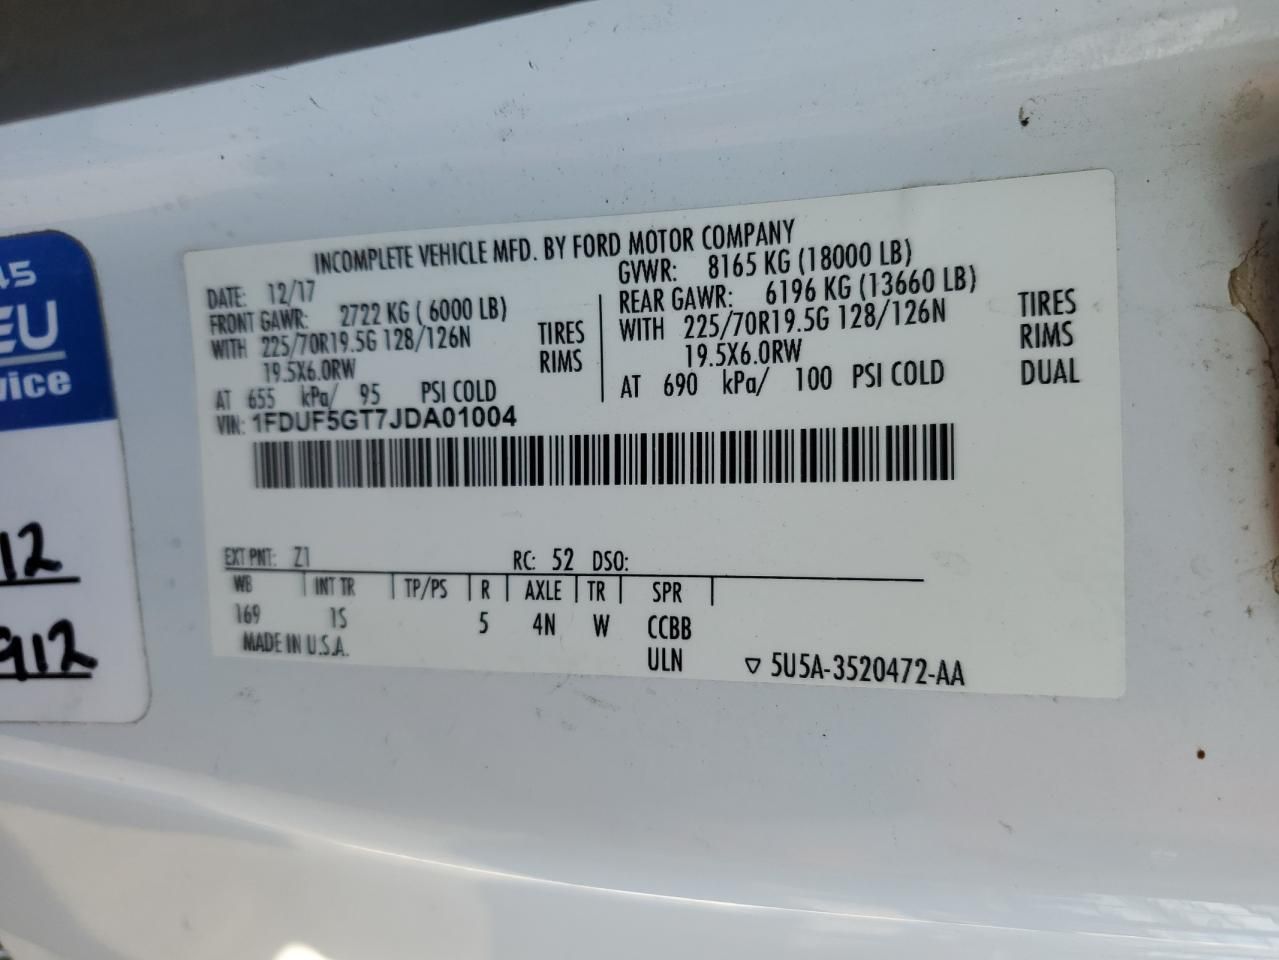 INCOMPLETE VEHICLE MFD. BY FORD MOTOR COMPANY
DATE: 12/17
FRONT GAWR: 2722 KG ( 6000 LB)
WITH 225/70R19.5G 128/126N TIRES
19.5X6.0RW RIMS
AT 655 kPa/ 95 PSI COLD
GVWR: 8165 KG (18000 LB)
REAR GAWR: 6196 KG (13660 LB)
WITH 225/70R19.5G 128/126N TIRES
19.5X6.0RW RIMS
AT 690 kPa/ 100 PSI COLD DUAL
VIN: 1FDUF5GT7JDA01004
EXT PNT: Z1 RC: 52 DSO:
WB INT TR TP/PS R AXLE TR SPR
169 1S 5 4N W CCBB
MADE IN U.S.A. ULN ▽ 5U5A-3520472-AA
45
EU
vice
12
912